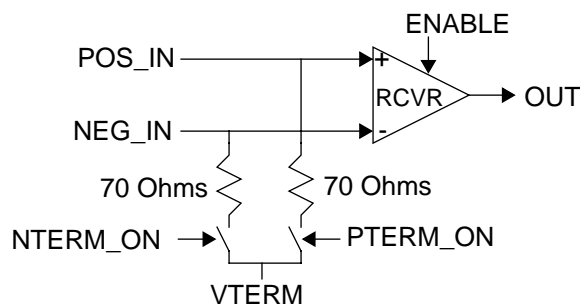 ENABLE
POS_IN
+
RCVR
OUT
NEG_IN
-
70 Ohms
70 Ohms
NTERM_ON
PTERM_ON
VTERM